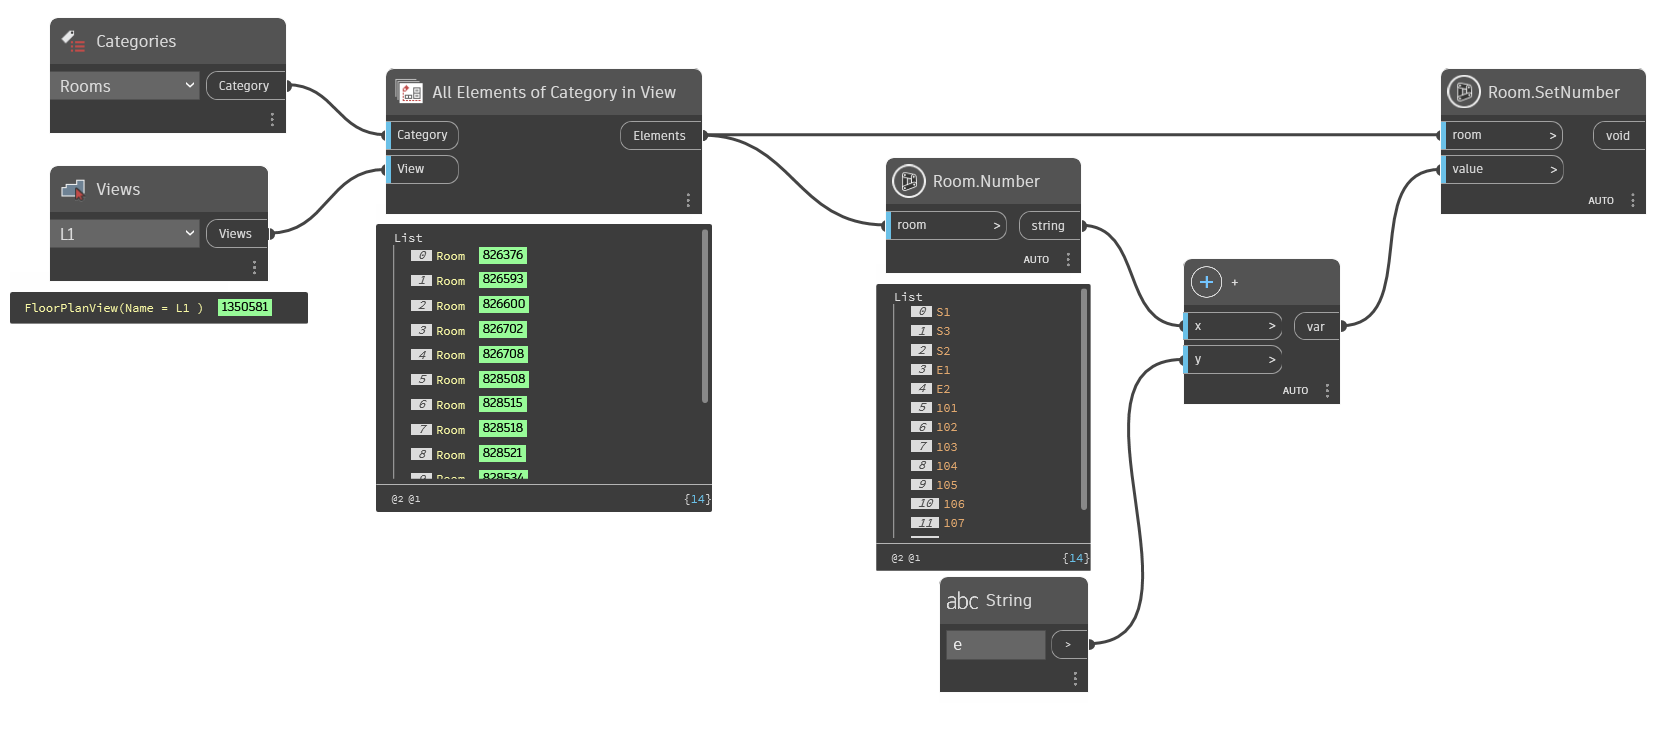 Categories
Rooms
Category
Views
L1
Views
FloorPlanView(Name = L1 ) 1350581
All Elements of Category in View
Category
Elements
View
List
0 Room 826376
1 Room 826593
2 Room 826600
3 Room 826702
4 Room 826708
5 Room 828508
6 Room 828515
7 Room 828518
8 Room 828521
9 Room 828534
@2 @1 {14}
Room.Number
room >
string
AUTO
List
0 S1
1 S3
2 S2
3 E1
4 E2
5 101
6 102
7 103
8 104
9 105
10 106
11 107
@2 @1 {14}
abc String
e
>
+
x >
var
y >
AUTO
Room.SetNumber
room >
void
value >
AUTO